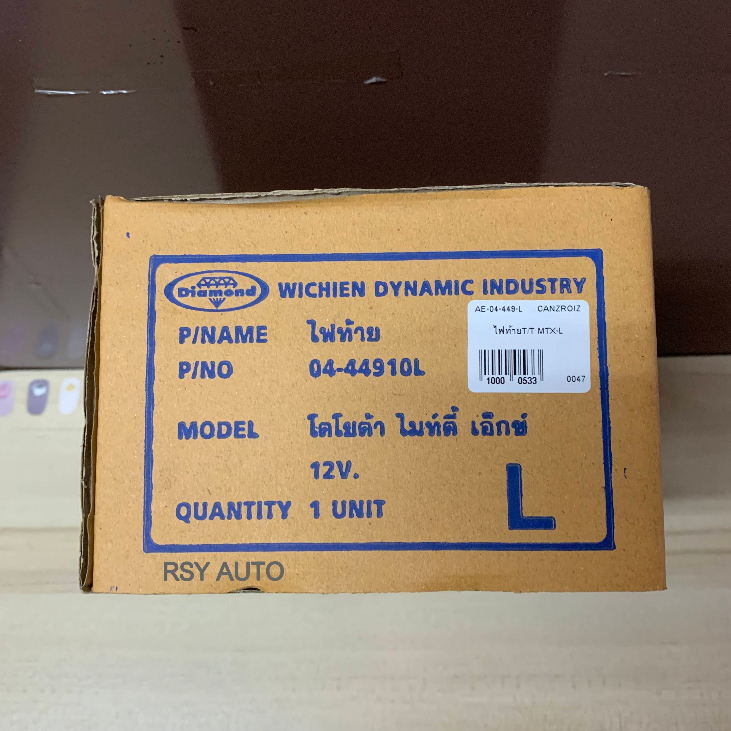 Diamond
WICHIEN DYNAMIC INDUSTRY
AE-04-449-L CANZROIZ
ไฟท้ายT/T MTX-L
1000 0533 0047
P/NAME ไฟท้าย
P/NO 04-44910L
MODEL โตโยต้า ไมท์ตี้ เอ็กซ์
12V.
QUANTITY 1 UNIT
L
RSY AUTO